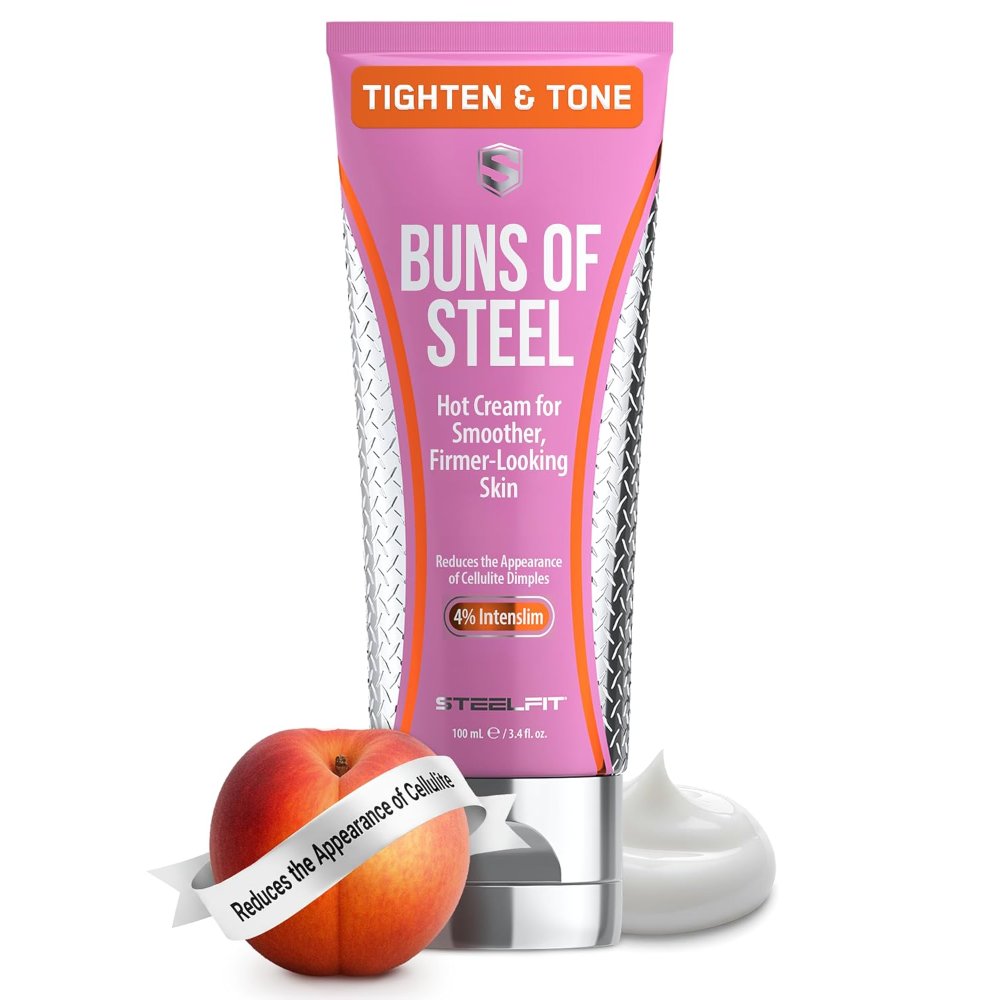 TIGHTEN & TONE
S
BUNS OF
STEEL
Hot Cream for
Smoother,
Firmer-Looking
Skin
Reduces the Appearance
of Cellulite Dimples
4% Intenslim
STEELFIT®
100 mL ℮ / 3.4 fl. oz.
Reduces the Appearance of Cellulite